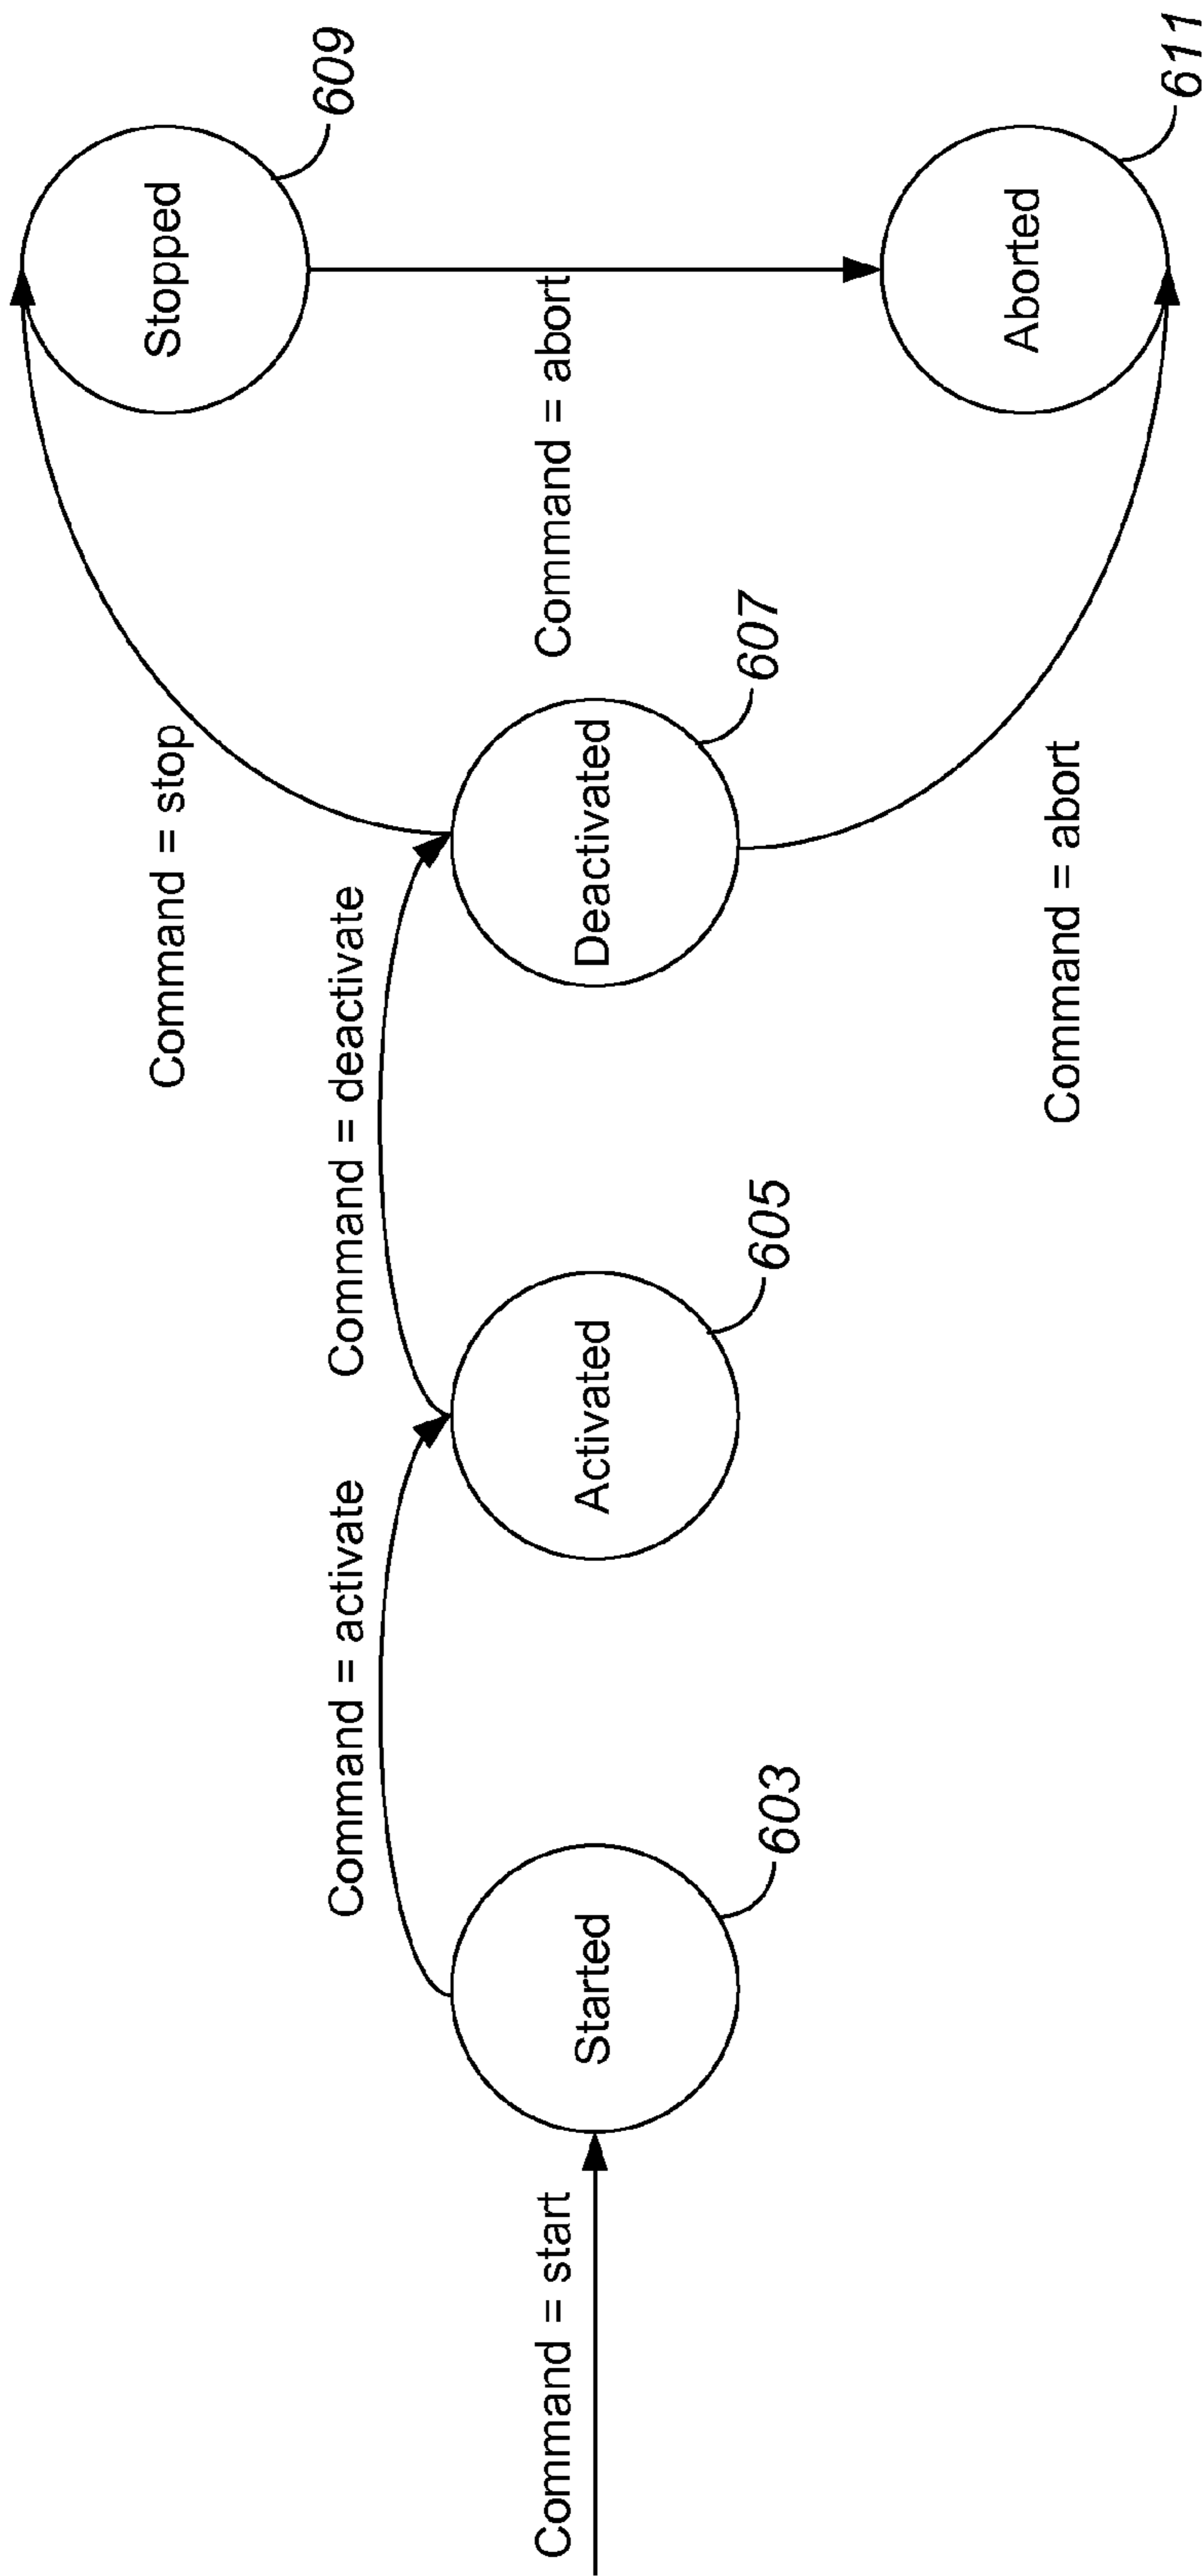 Command = start
Started
603
Command = activate
Activated
605
Command = deactivate
Deactivated
607
Command = stop
Stopped
609
Command = abort
Command = abort
Aborted
611